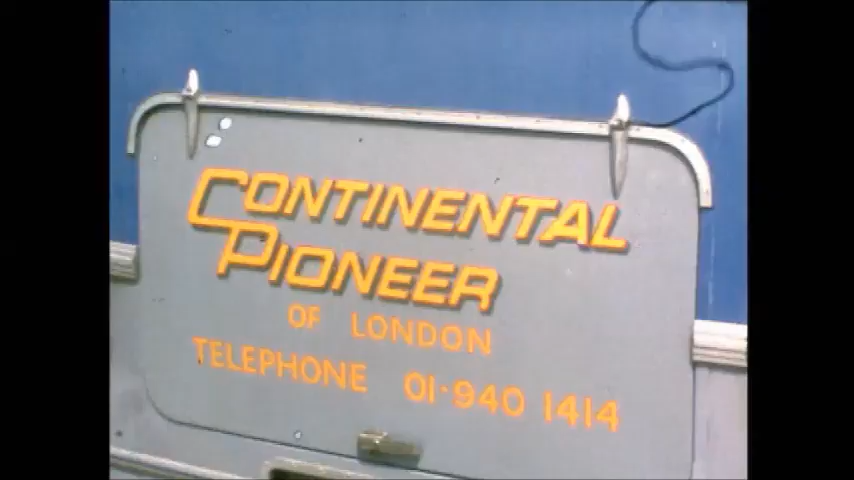 CONTINENTAL
PIONEER
OF LONDON
TELEPHONE 01·940 1414